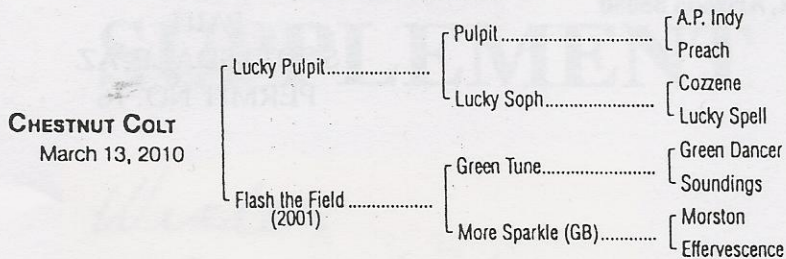 Pulpit.................... A.P. Indy
Preach
Lucky Pulpit....................
Lucky Soph.................... Cozzene
Lucky Spell
CHESTNUT COLT
March 13, 2010
Green Tune.................... Green Dancer
Soundings
Flash the Field ....................
(2001)
More Sparkle (GB)............ Morston
Effervescence